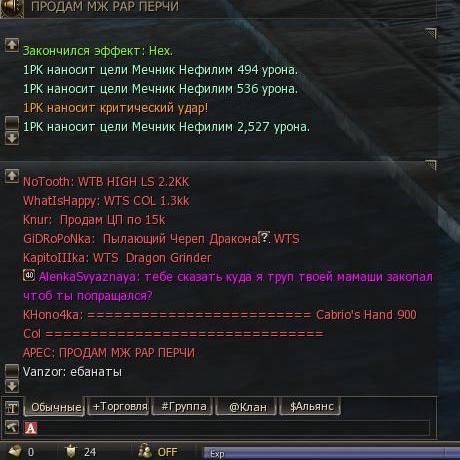 ПРОДАМ МЖ РАР ПЕРЧИ
Закончился эффект: Hex.
1PK наносит цели Мечник Нефилим 494 урона.
1PK наносит цели Мечник Нефилим 536 урона.
1PK наносит критический удар!
1PK наносит цели Мечник Нефилим 2,527 урона.
NoTooth: WTB HIGH LS 2.2KK
WhatIsHappy: WTS COL 1.3kk
Knur: Продам ЦП по 15k
GiDRoPoNka: Пылающий Череп Дракона? WTS
KapitoIIIka: WTS Dragon Grinder
AlenkaSvyaznaya: тебе сказать куда я труп твоей мамаши закопал
чтоб ты попращался?
KHono4ka: ========================= Cabrio's Hand 900
Col ===============================
АРЕС: ПРОДАМ МЖ РАР ПЕРЧИ
Vanzor: ебанаты
Обычные +Торговля #Группа @Клан $Альянс
A
0 24 OFF Exp